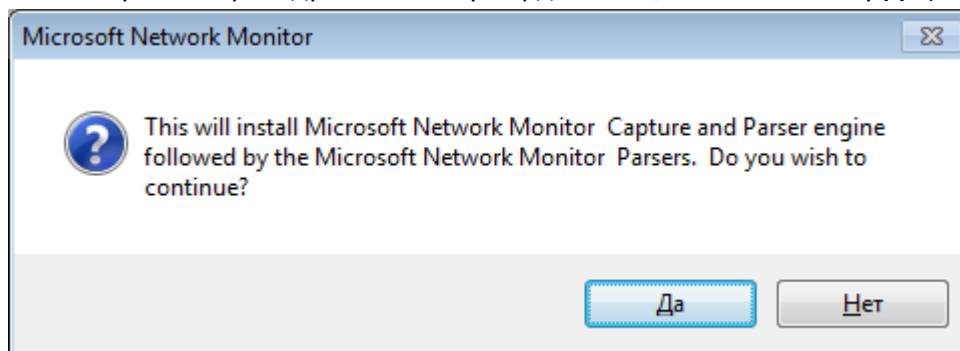 Microsoft Network Monitor
This will install Microsoft Network Monitor  Capture and Parser engine
followed by the Microsoft Network Monitor  Parsers.  Do you wish to
continue?
Да
Нет